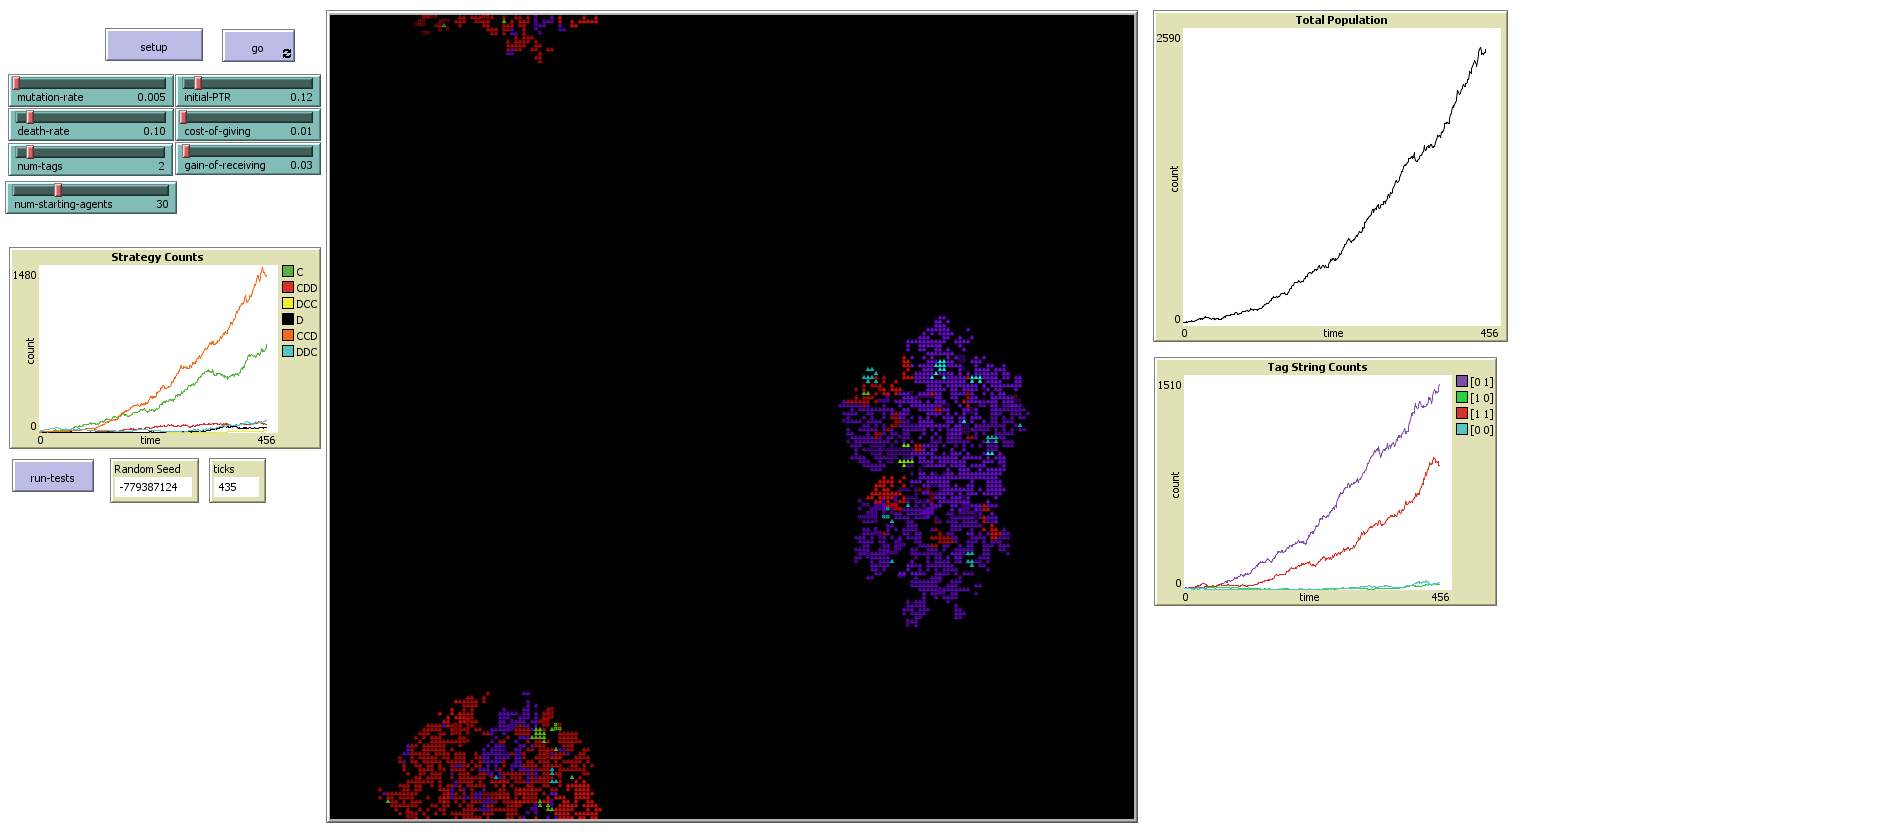 setup
go
mutation-rate 0.005
initial-PTR 0.12
death-rate 0.10
cost-of-giving 0.01
num-tags 2
gain-of-receiving 0.03
num-starting-agents 30
Strategy Counts
1480
count
0
0
time
456
C
CDD
DCC
D
CCD
DDC
run-tests
Random Seed
-779387124
ticks
435
Total Population
2590
count
0
0
time
456
Tag String Counts
1510
count
0
0
time
456
[0 1]
[1 0]
[1 1]
[0 0]